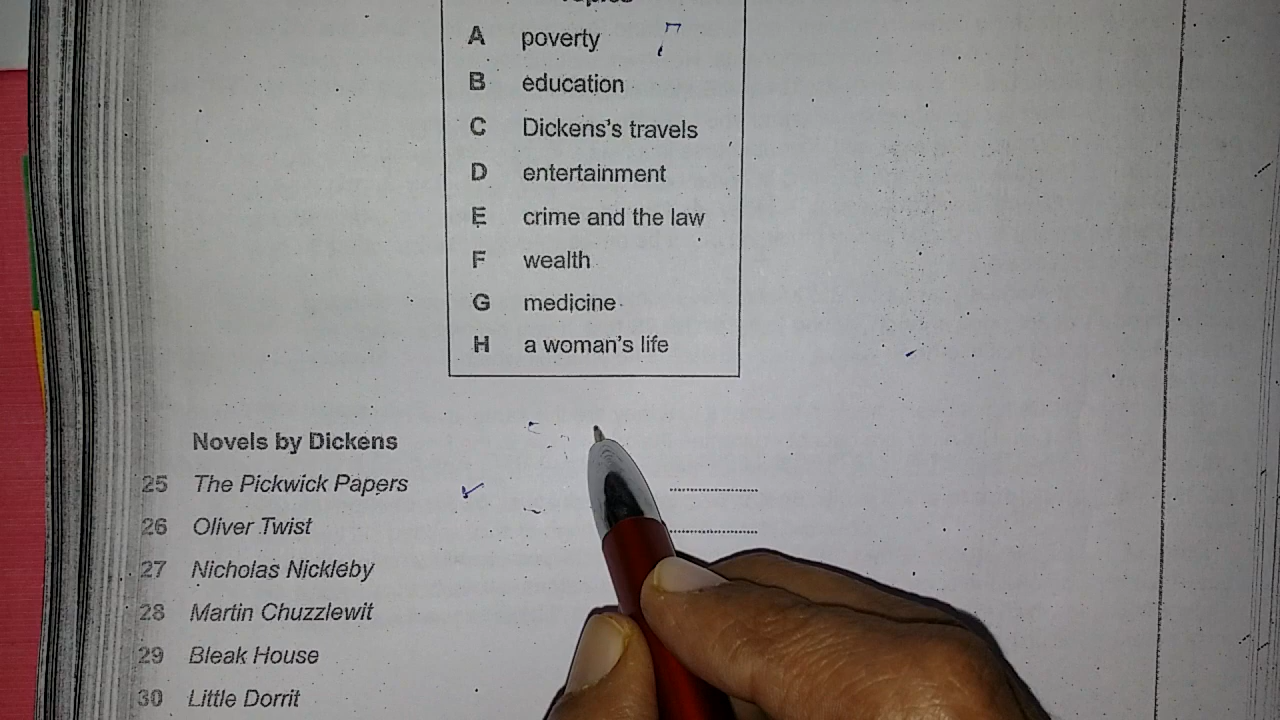 Topics
A poverty
B education
C Dickens's travels
D entertainment
E crime and the law
F wealth
G medicine
H a woman's life
Novels by Dickens
25 The Pickwick Papers ....................
26 Oliver Twist ....................
27 Nicholas Nickleby
28 Martin Chuzzlewit
29 Bleak House
30 Little Dorrit